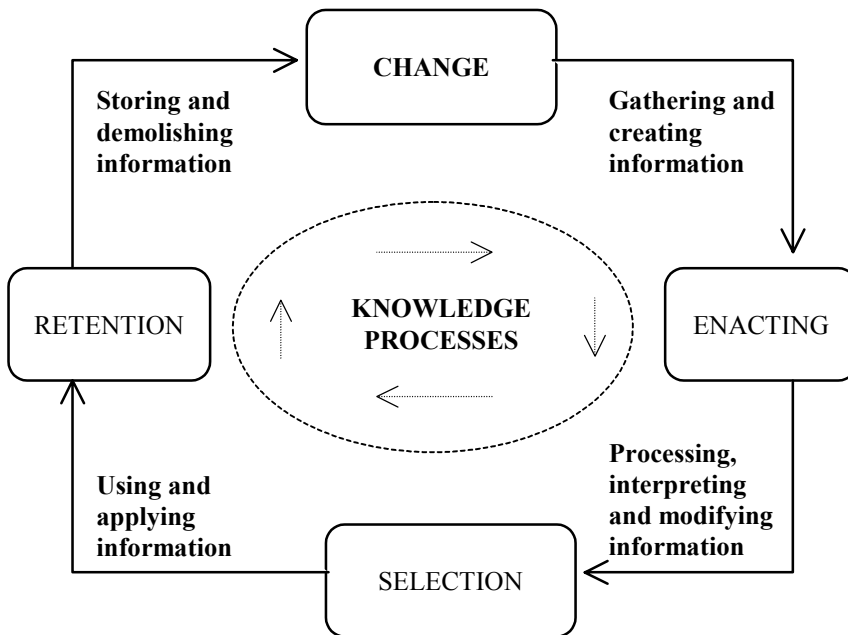 CHANGE
Storing and
demolishing
information
Gathering and
creating
information
RETENTION
KNOWLEDGE
PROCESSES
ENACTING
Using and
applying
information
Processing,
interpreting
and modifying
information
SELECTION